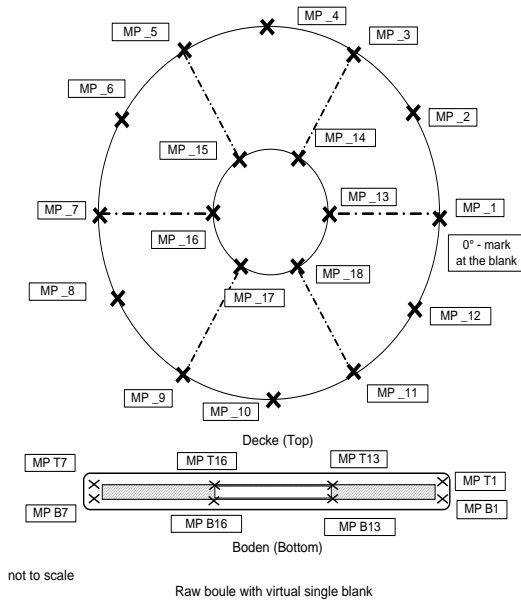 MP _4
MP _5
MP _3
MP _6
MP _2
MP _15
MP _14
MP _7
MP _13
MP _1
MP _16
0° - mark
at the blank
MP _17
MP _18
MP _8
MP _12
MP _9
MP _10
MP _11
Decke (Top)
MP T7
MP T16
MP T13
MP T1
MP B7
MP B16
MP B13
MP B1
Boden (Bottom)
not to scale
Raw boule with virtual single blank